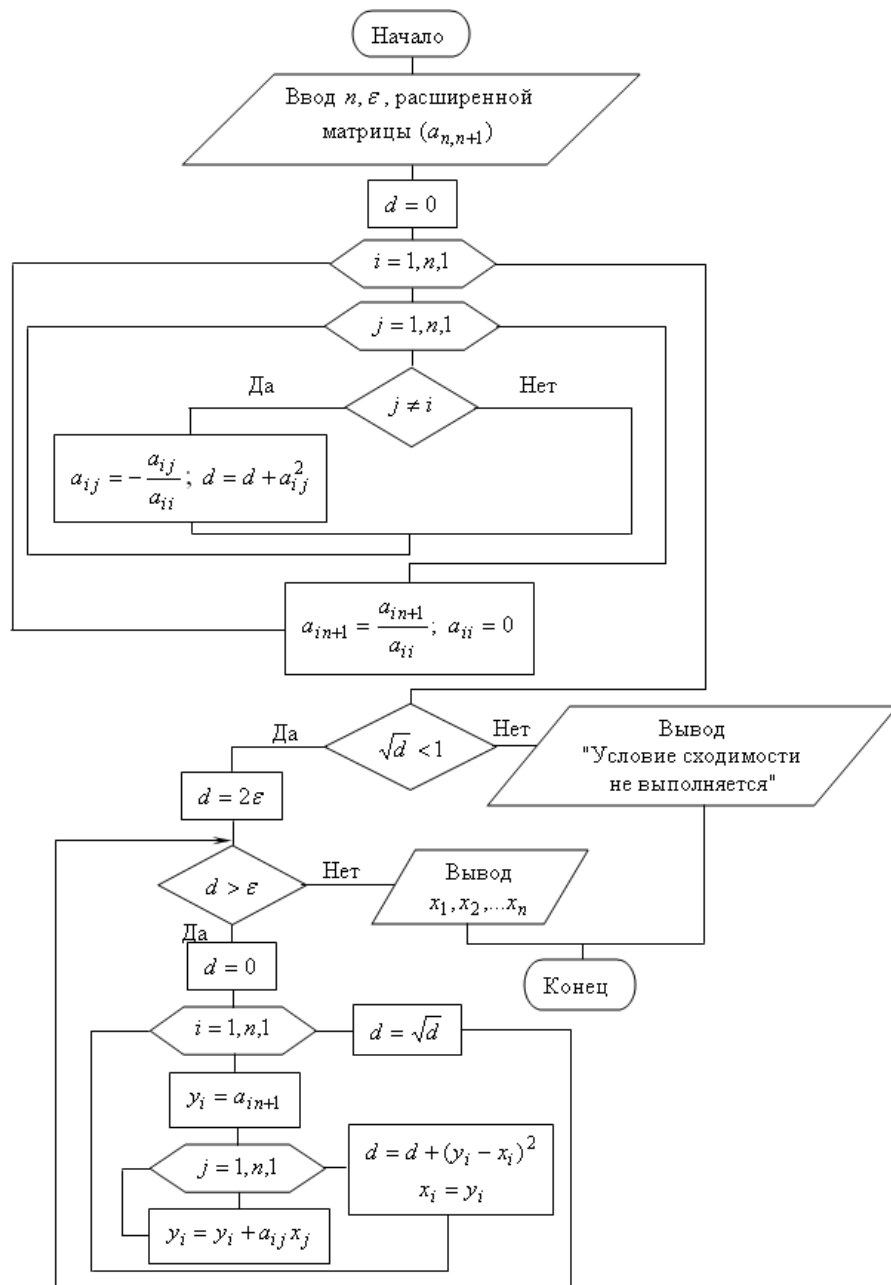 Начало
Ввод n, ε, расширенной
матрицы (a_{n,n+1})
d = 0
i = 1,n,1
j = 1,n,1
Да
Нет
j ≠ i
a_{ij} = -\frac{a_{ij}}{a_{ii}}; d = d + a_{ij}^2
a_{in+1} = \frac{a_{in+1}}{a_{ii}}; a_{ii} = 0
Да
√d < 1
Нет
Вывод
"Условие сходимости
не выполняется"
d = 2ε
d > ε
Нет
Вывод
x_1, x_2, ...x_n
Да
d = 0
Конец
i = 1,n,1
d = √d
y_i = a_{in+1}
j = 1,n,1
d = d + (y_i − x_i)^2
x_i = y_i
y_i = y_i + a_{ij} x_j